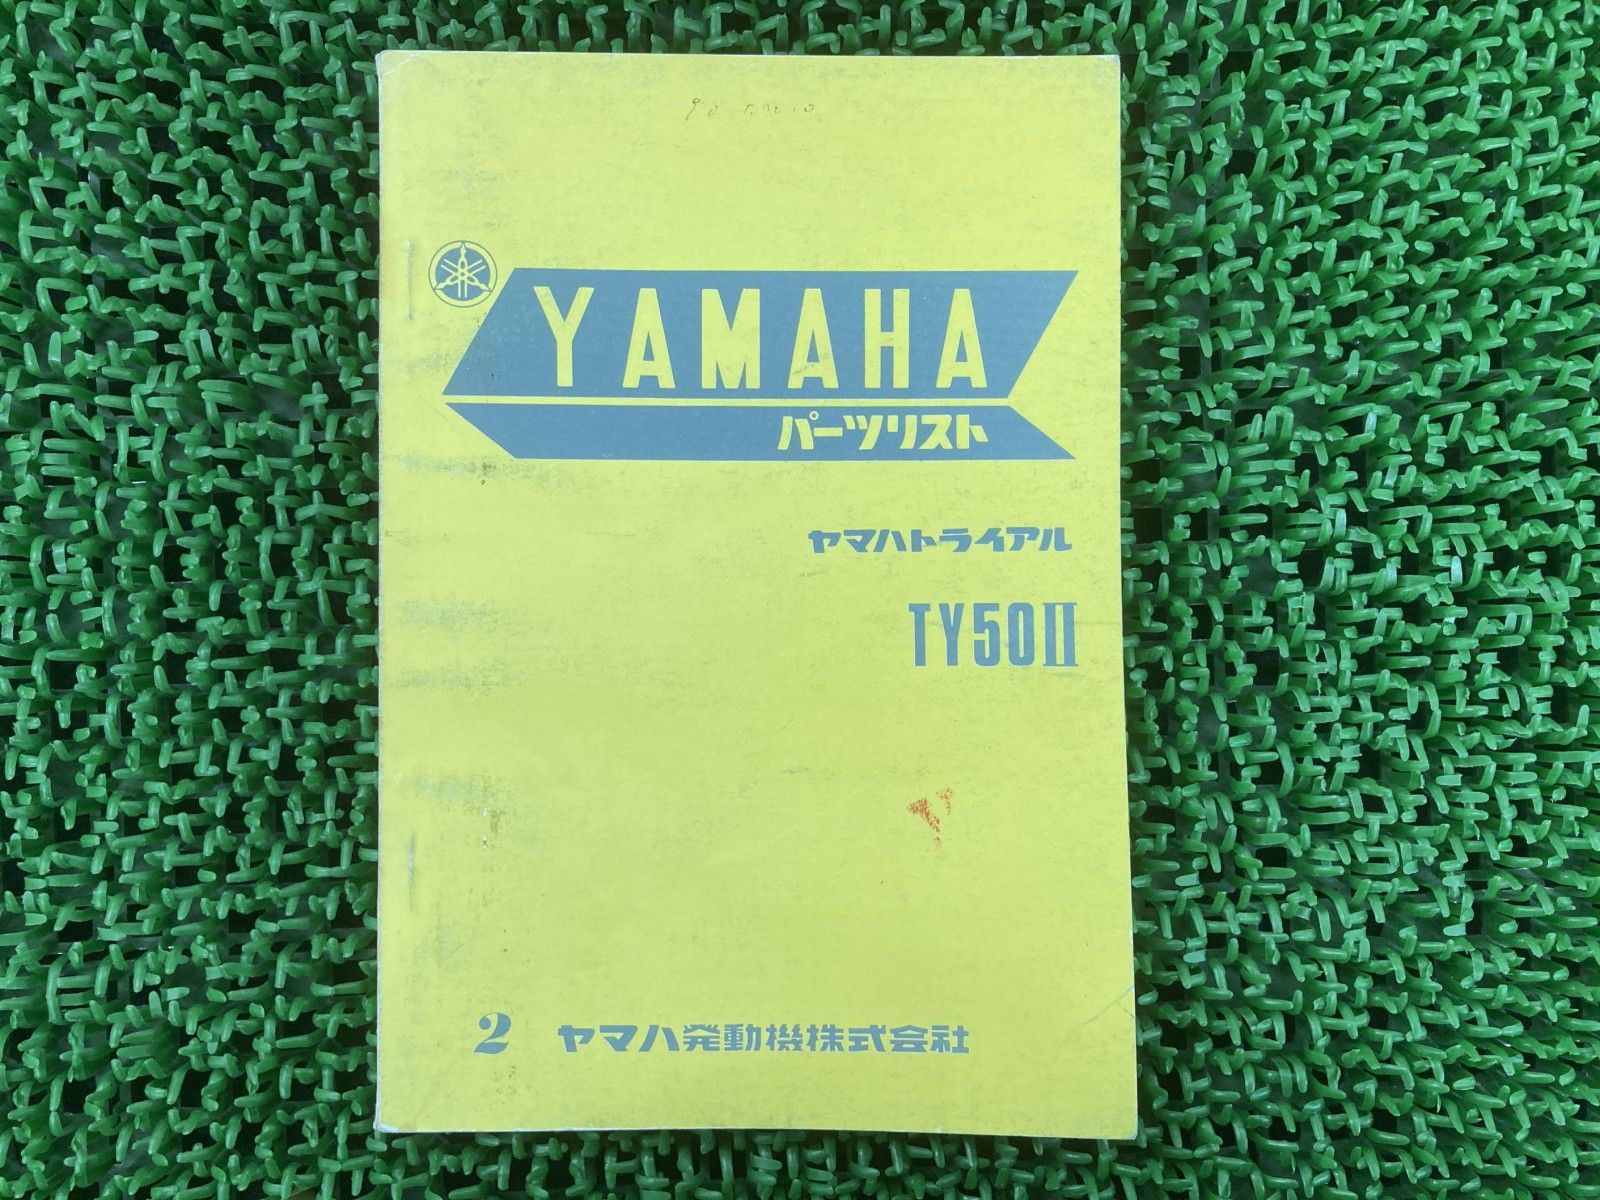 YAMAHA
パーツリスト
ヤマハトライアル
TY50II
2 ヤマハ発動機株式会社